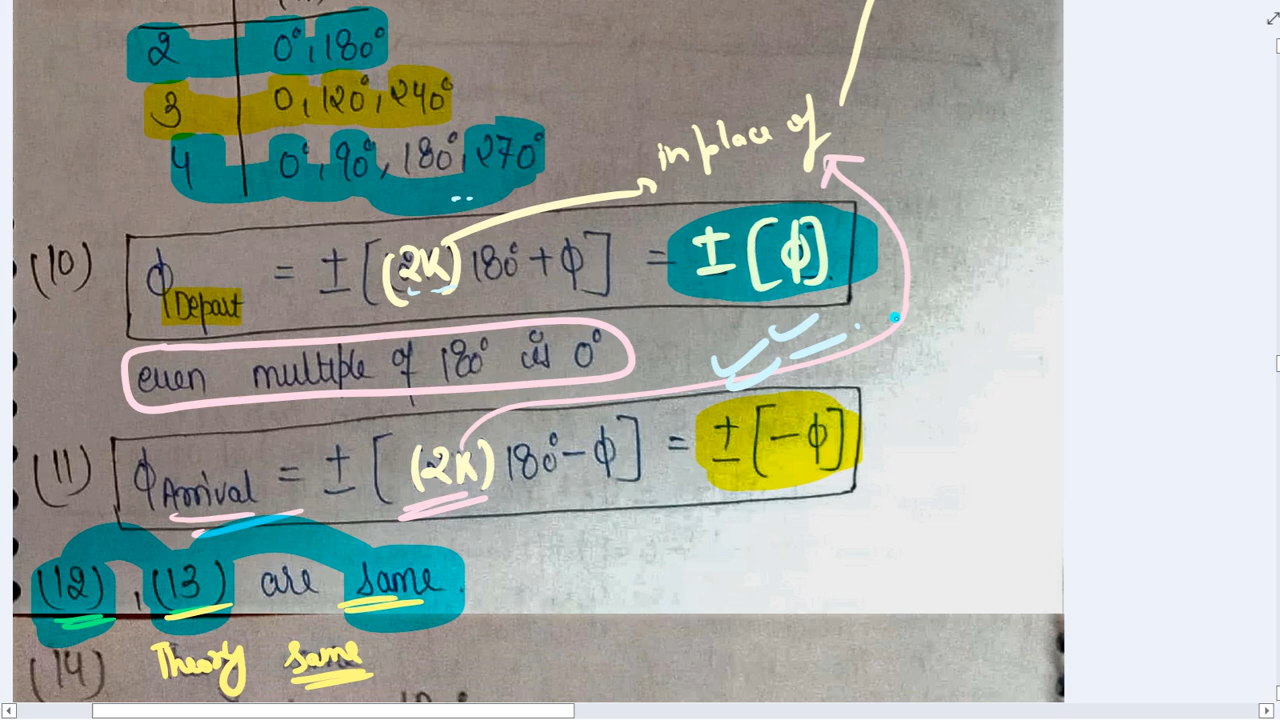 2 0°, 180°
3 0, 120°, 240°
4 0°, 90°, 180°, 270°
in place of
(10) ϕDepart = ± [(2K) 180° + ϕ] = ± [ϕ]
even multiple of 180° is 0°
(11) ϕArrival = ± [(2K) 180° - ϕ] = ± [-ϕ]
(12), (13) are same.
Theory same
(14)